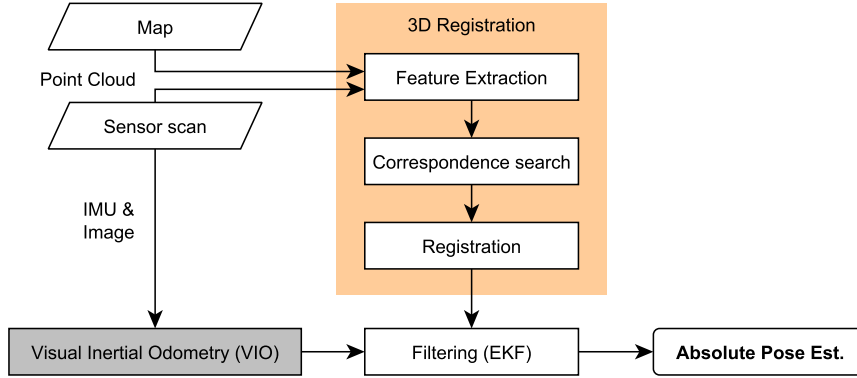 Map
3D Registration
Point Cloud
Feature Extraction
Sensor scan
Correspondence search
IMU &
Image
Registration
Visual Inertial Odometry (VIO)
Filtering (EKF)
Absolute Pose Est.